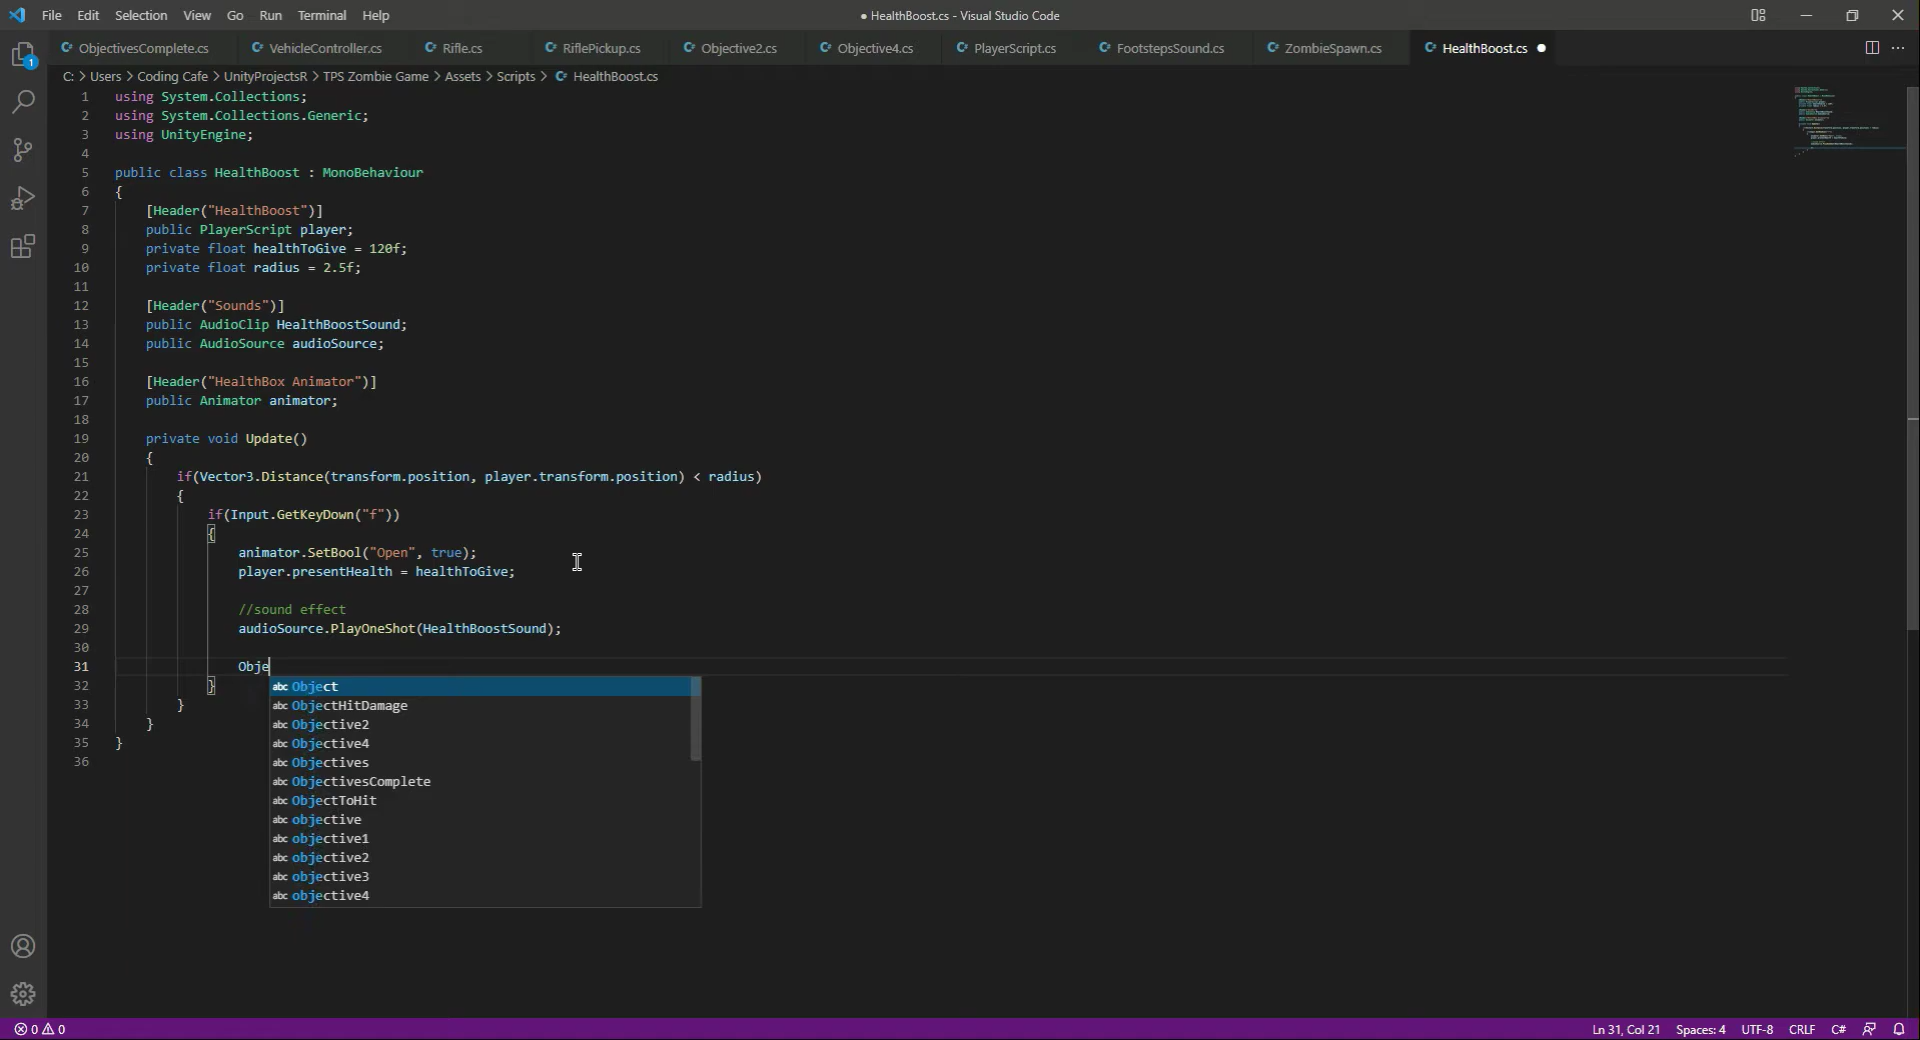 File Edit Selection View Go Run Terminal Help
● HealthBoost.cs - Visual Studio Code
ObjectivesComplete.cs VehicleController.cs Rifle.cs RiflePickup.cs Objective2.cs Objective4.cs PlayerScript.cs FootstepsSound.cs ZombieSpawn.cs HealthBoost.cs ●
1
C: > Users > Coding Cafe > UnityProjectsR > TPS Zombie Game > Assets > Scripts > HealthBoost.cs
1 using System.Collections;
2 using System.Collections.Generic;
3 using UnityEngine;
4
5 public class HealthBoost : MonoBehaviour
6 {
7 [Header("HealthBoost")]
8 public PlayerScript player;
9 private float healthToGive = 120f;
10 private float radius = 2.5f;
11
12 [Header("Sounds")]
13 public AudioClip HealthBoostSound;
14 public AudioSource audioSource;
15
16 [Header("HealthBox Animator")]
17 public Animator animator;
18
19 private void Update()
20 {
21 if(Vector3.Distance(transform.position, player.transform.position) < radius)
22 {
23 if(Input.GetKeyDown("f"))
24 {
25 animator.SetBool("Open", true);
26 player.presentHealth = healthToGive;
27
28 //sound effect
29 audioSource.PlayOneShot(HealthBoostSound);
30
31 Obje
32 }
33 }
34 }
35 }
36
abc Object
abc ObjectHitDamage
abc Objective2
abc Objective4
abc Objectives
abc ObjectivesComplete
abc ObjectToHit
abc objective
abc objective1
abc objective2
abc objective3
abc objective4
0 0
Ln 31, Col 21 Spaces: 4 UTF-8 CRLF C#